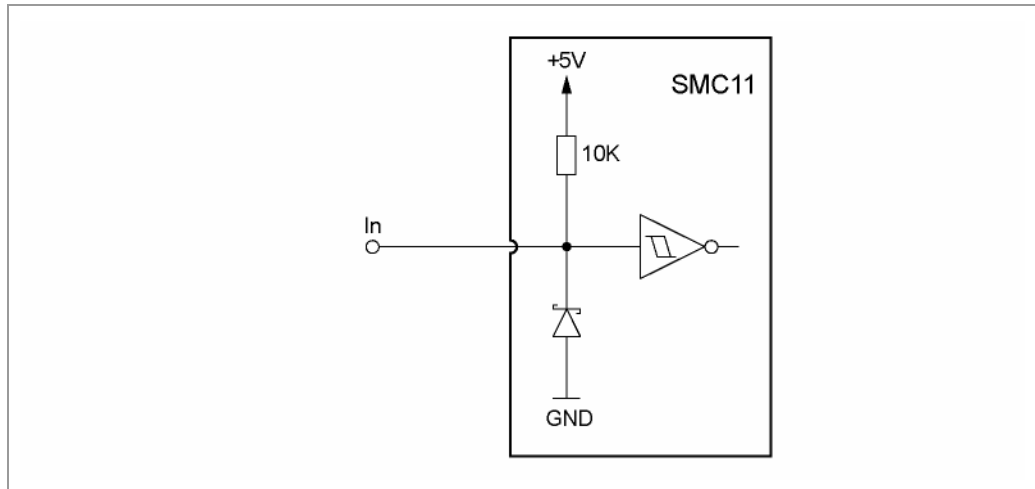 +5V
SMC11
10K
In
GND